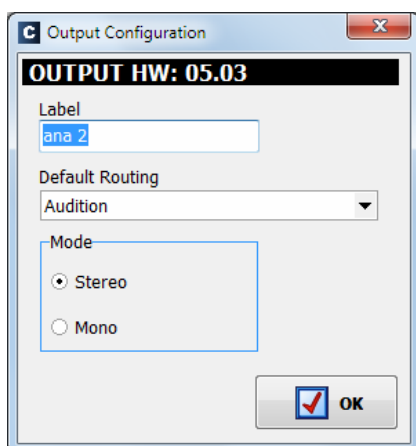 C Output Configuration
OUTPUT HW: 05.03
Label
ana 2
Default Routing
Audition
Mode
Stereo
Mono
OK